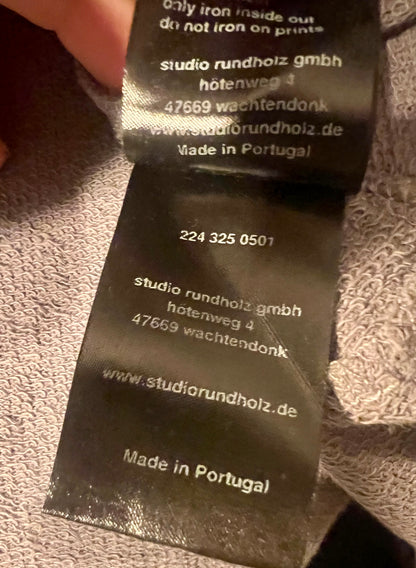 only iron inside out
do not iron on prints
studio rundholz gmbh
hötenweg 4
47669 wachtendonk
www.studiorundholz.de
Made in Portugal
224 325 0501
studio rundholz gmbh
hötenweg 4
47669 wachtendonk
www.studiorundholz.de
Made in Portugal